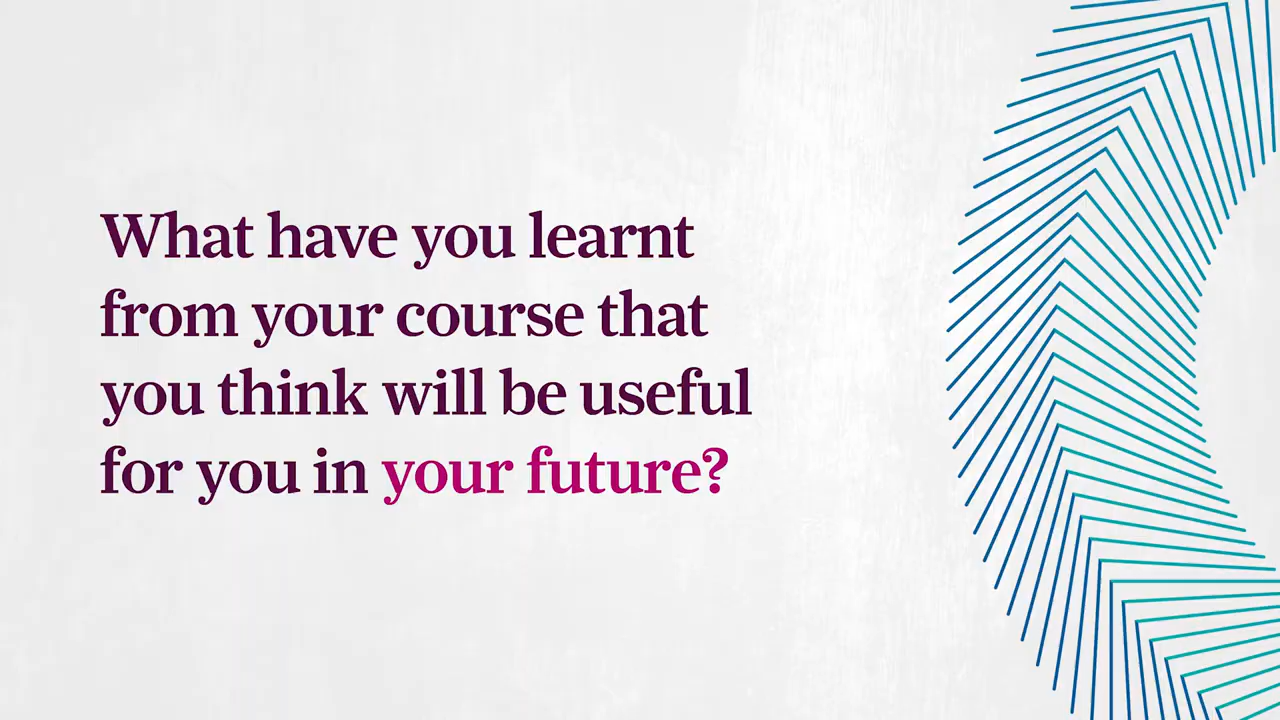 What have you learnt
from your course that
you think will be useful
for you in your future?